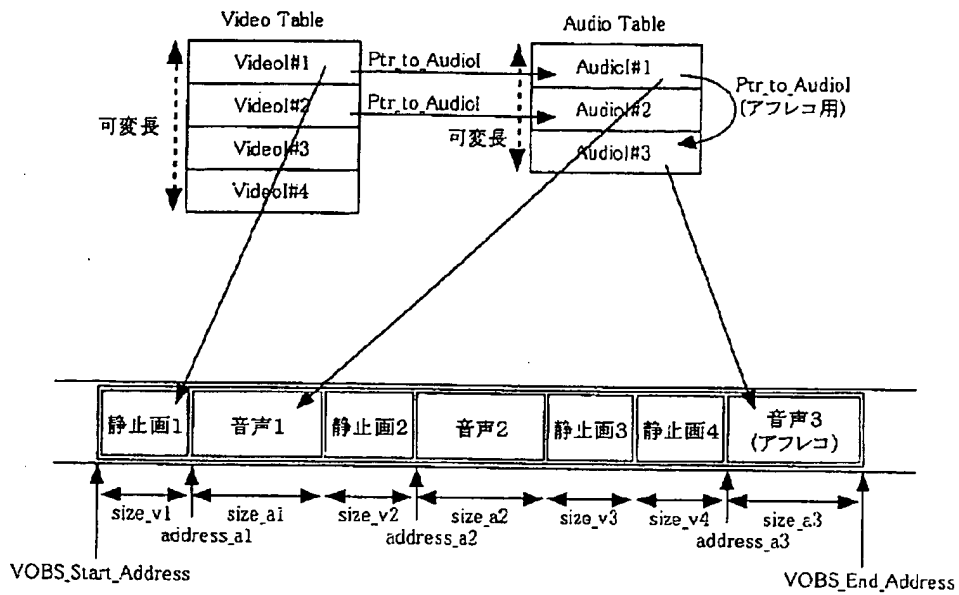 Video Table
Audio Table
VideoI#1
VideoI#2
VideoI#3
VideoI#4
可変長
Ptr_to_AudioI
Ptr_to_AudioI
AudioI#1
AudioI#2
AudioI#3
可変長
Ptr_to_AudioI
(アフレコ用)
静止画1
音声1
静止画2
音声2
静止画3
静止画4
音声3
(アフレコ)
size_v1
size_a1
size_v2
size_a2
size_v3
size_v4
size_a3
address_a1
address_a2
address_a3
VOBS_Start_Address
VOBS_End_Address